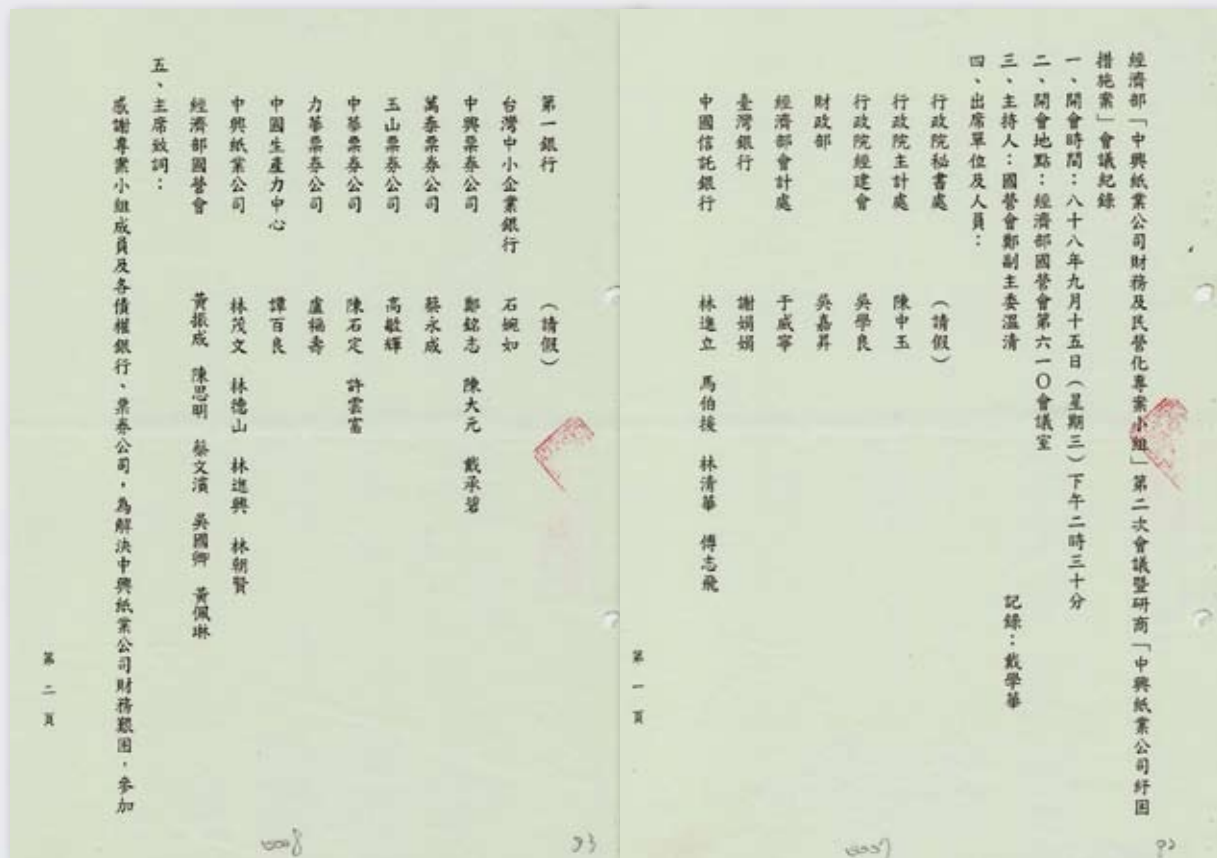 經濟部「中興紙業公司財務及民營化專案小組」第二次會議暨研商「中興紙業公司紓困
措施案」會議紀錄
一、開會時間：八十八年九月十五日（星期三）下午二時三十分
二、開會地點：經濟部國營會第六一〇會議室
三、主持人：國營會鄭副主委溫清 記錄：戴學華
四、出席單位及人員：
行政院秘書處 （請假）
行政院主計處 陳中玉
行政院經建會 吳學良
財政部 吳嘉昇
經濟部會計處 于威寧
臺灣銀行 謝娟娟
中國信託銀行 林進立 馬伯援 林清華 傅志飛
第一頁
92
第一銀行 （請假）
台灣中小企業銀行 石婉如
中興票券公司 鄭銘志 陳大元 戴承碧
萬泰票券公司 蔡永成
玉山票券公司 高敏輝
中華票券公司 陳石定 許雲富
力華票券公司 盧福壽
中國生產力中心 譚百良
中興紙業公司 林茂文 林德山 林進興 林朝賢
經濟部國營會 黃振成 陳思明 蔡文濱 吳國卿 黃佩琳
五、主席致詞：
感謝專案小組成員及各債權銀行、票券公司，為解決中興紙業公司財務艱困，參加
第二頁
93